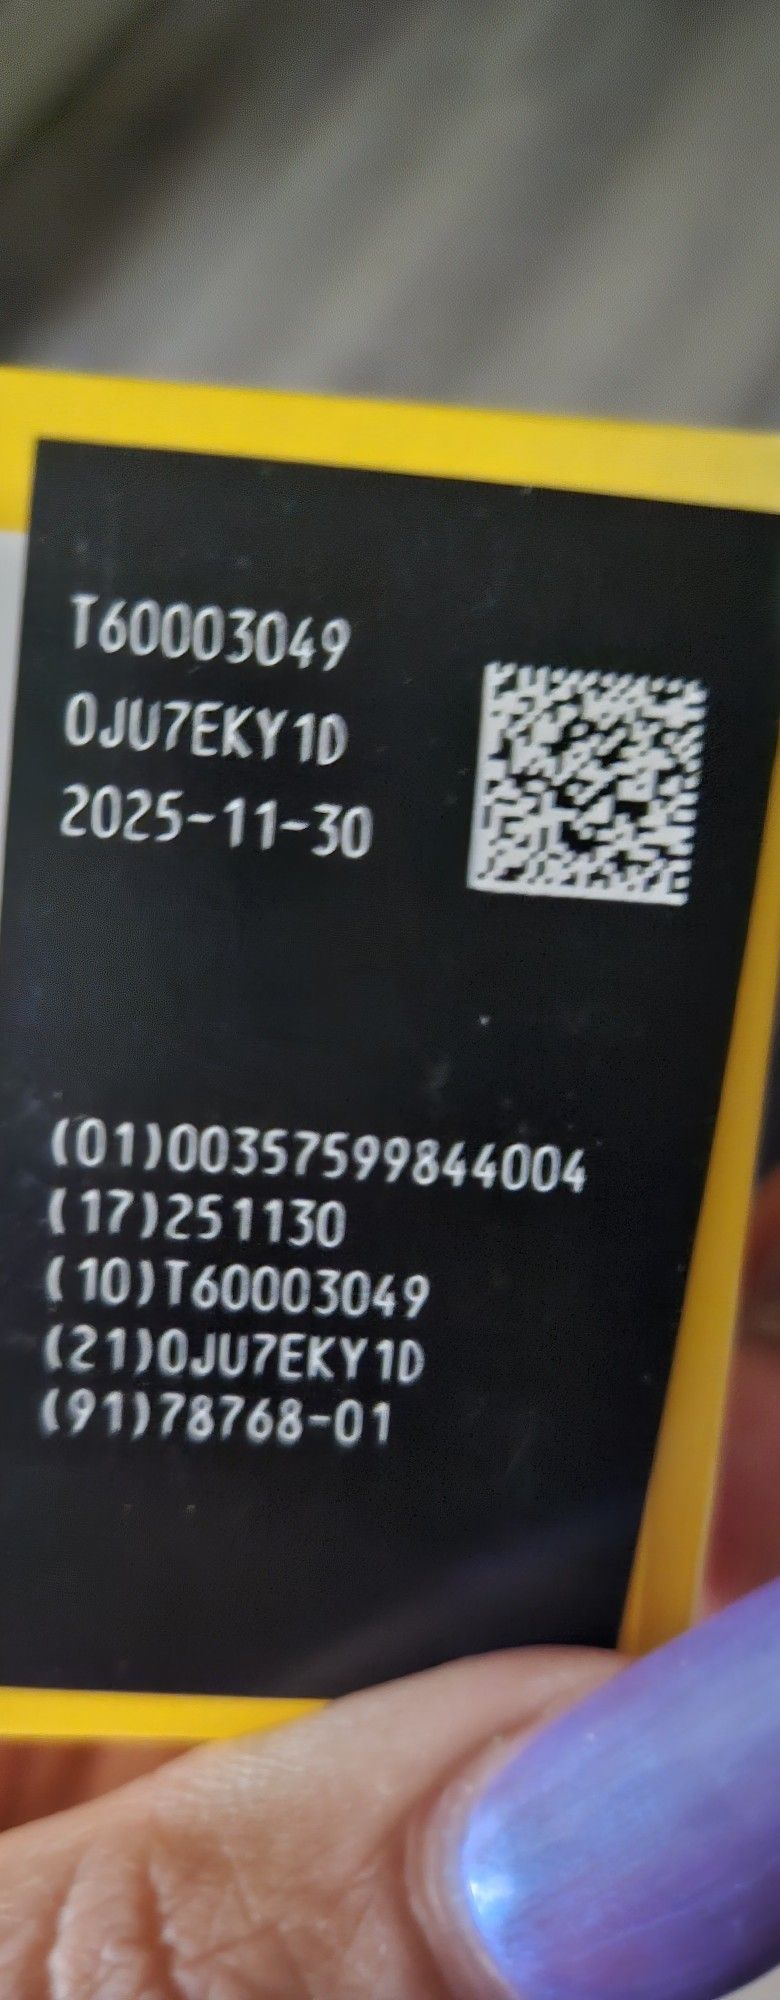 T60003049
0JU7EKY1D
2025-11-30
(01)00357599844004
(17)251130
(10)T60003049
(21)0JU7EKY1D
(91)78768-01